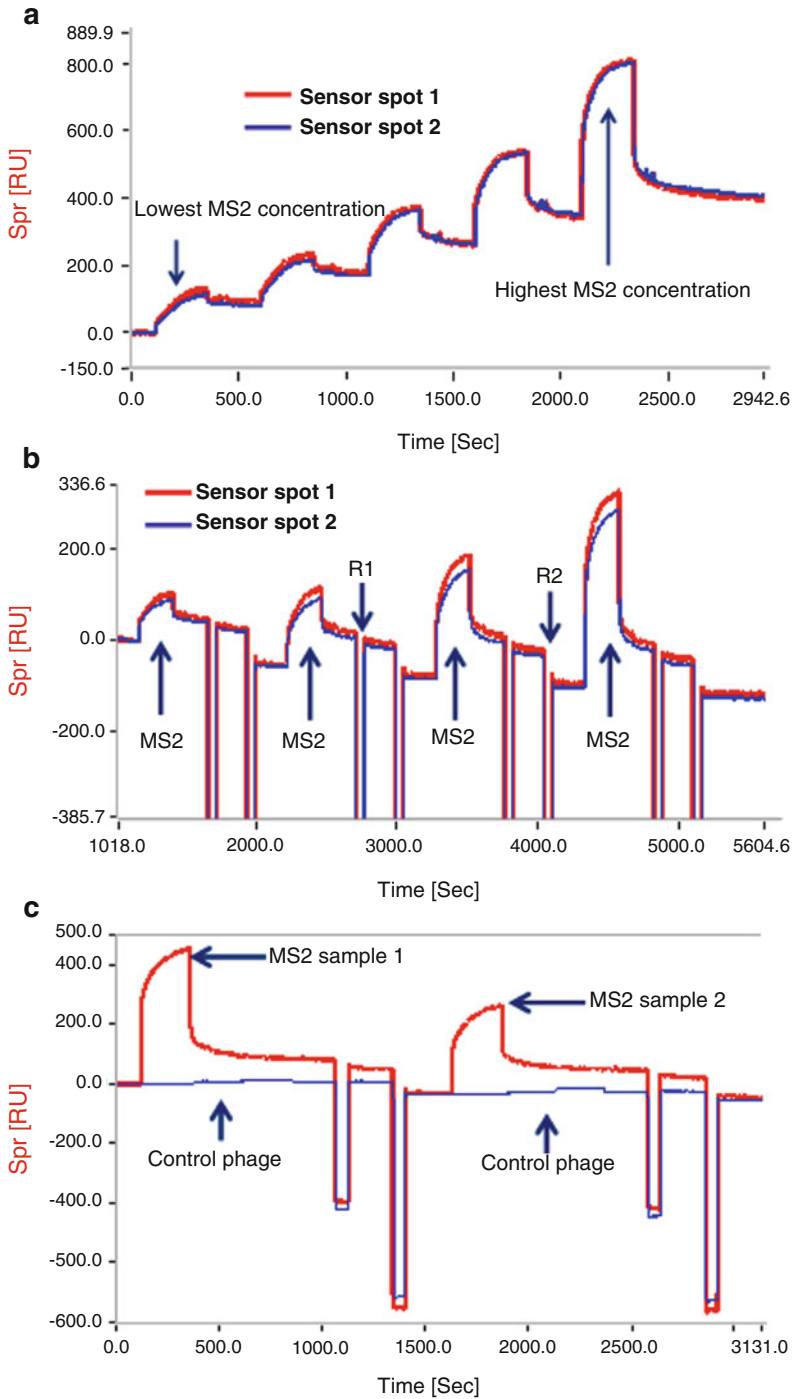 a
889.9
800.0
600.0
400.0
200.0
0.0
-150.0
Spr [RU]
Sensor spot 1
Sensor spot 2
Lowest MS2 concentration
Highest MS2 concentration
0.0 500.0 1000.0 1500.0 2000.0 2500.0 2942.6
Time [Sec]
b
336.6
200.0
0.0
-200.0
-385.7
Spr [RU]
Sensor spot 1
Sensor spot 2
R1
R2
MS2 MS2 MS2 MS2
1018.0 2000.0 3000.0 4000.0 5000.0 5604.6
Time [Sec]
c
500.0
400.0
200.0
0.0
-200.0
-400.0
-500.0
-600.0
Spr [RU]
MS2 sample 1
MS2 sample 2
Control phage
Control phage
0.0 500.0 1000.0 1500.0 2000.0 2500.0 3131.0
Time [Sec]